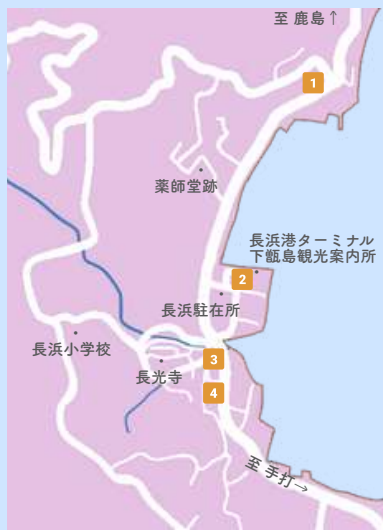 至 鹿島↑
1
薬師堂跡
長浜港ターミナル
下甑島観光案内所
2
長浜駐在所
長浜小学校
3
長光寺
4
至 手打→